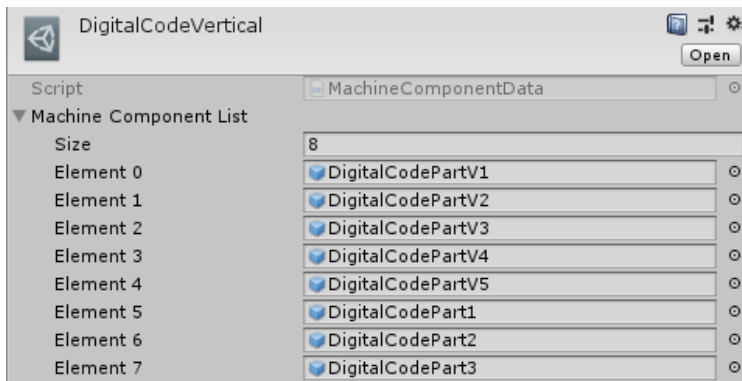 DigitalCodeVertical
Open
Script MachineComponentData
Machine Component List
Size 8
Element 0 DigitalCodePartV1
Element 1 DigitalCodePartV2
Element 2 DigitalCodePartV3
Element 3 DigitalCodePartV4
Element 4 DigitalCodePartV5
Element 5 DigitalCodePart1
Element 6 DigitalCodePart2
Element 7 DigitalCodePart3